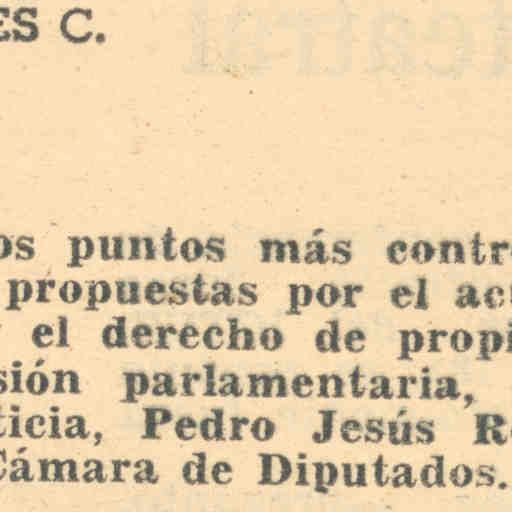 ES C.
os puntos más contr
propuestas por el act
el derecho de propi
sión parlamentaria,
ticia, Pedro Jesús R
Cámara de Diputados.